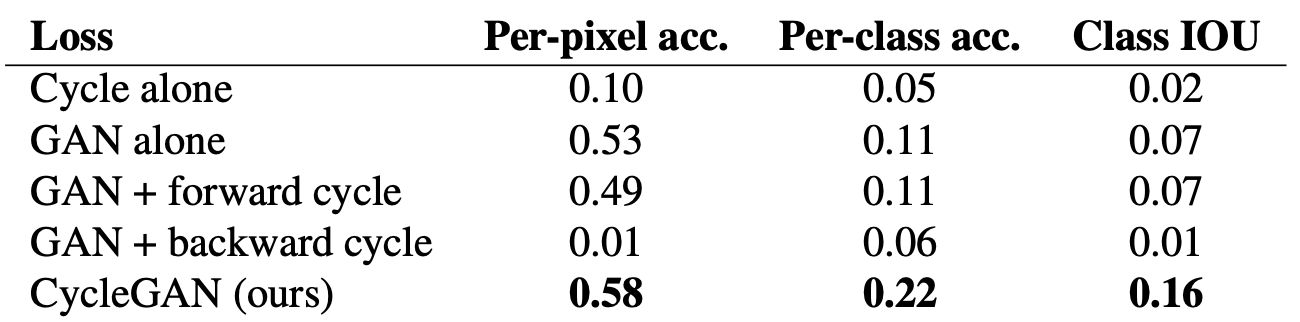 Loss Per-pixel acc. Per-class acc. Class IOU
Cycle alone 0.10 0.05 0.02
GAN alone 0.53 0.11 0.07
GAN + forward cycle 0.49 0.11 0.07
GAN + backward cycle 0.01 0.06 0.01
CycleGAN (ours) 0.58 0.22 0.16